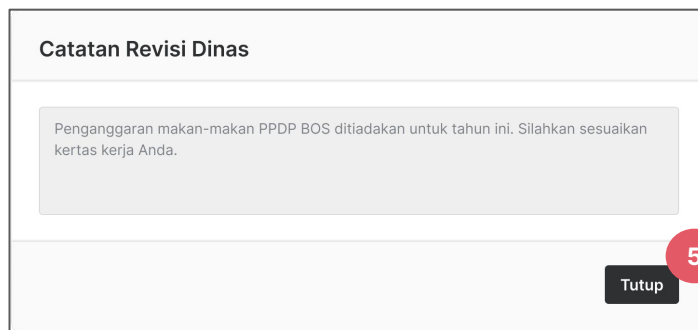 Catatan Revisi Dinas
Penganggaran makan-makan PPDP BOS ditiadakan untuk tahun ini. Silahkan sesuaikan
kertas kerja Anda.
5
Tutup